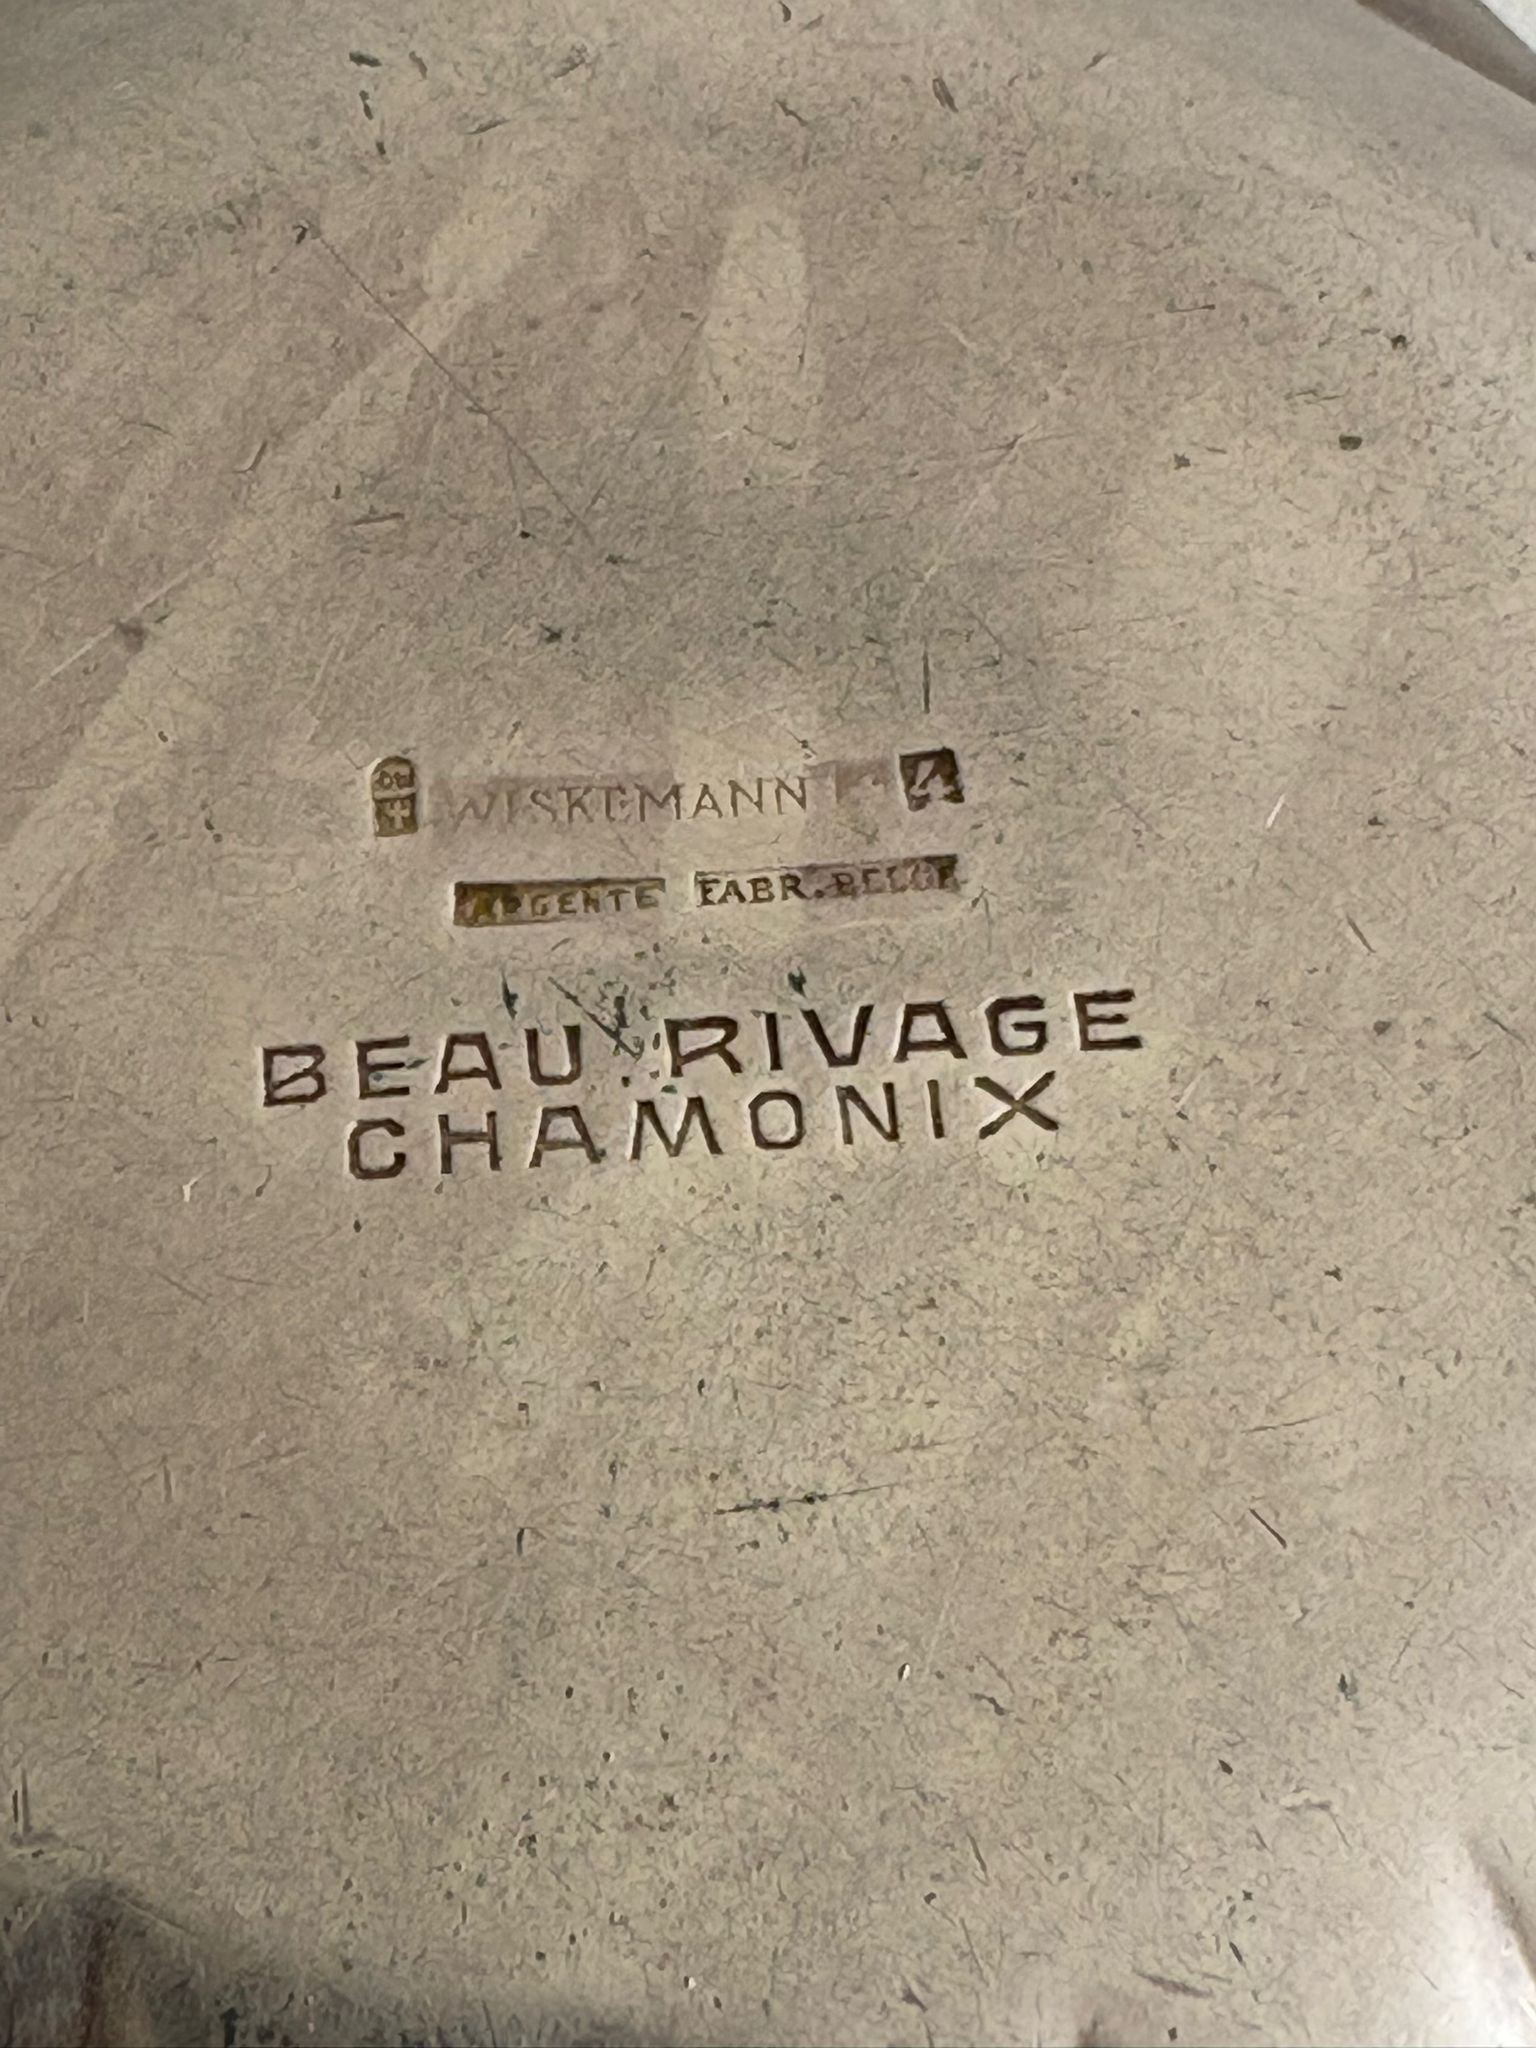 WISKEMANN
ARGENTE FABR. BELGE
BEAU RIVAGE
CHAMONIX